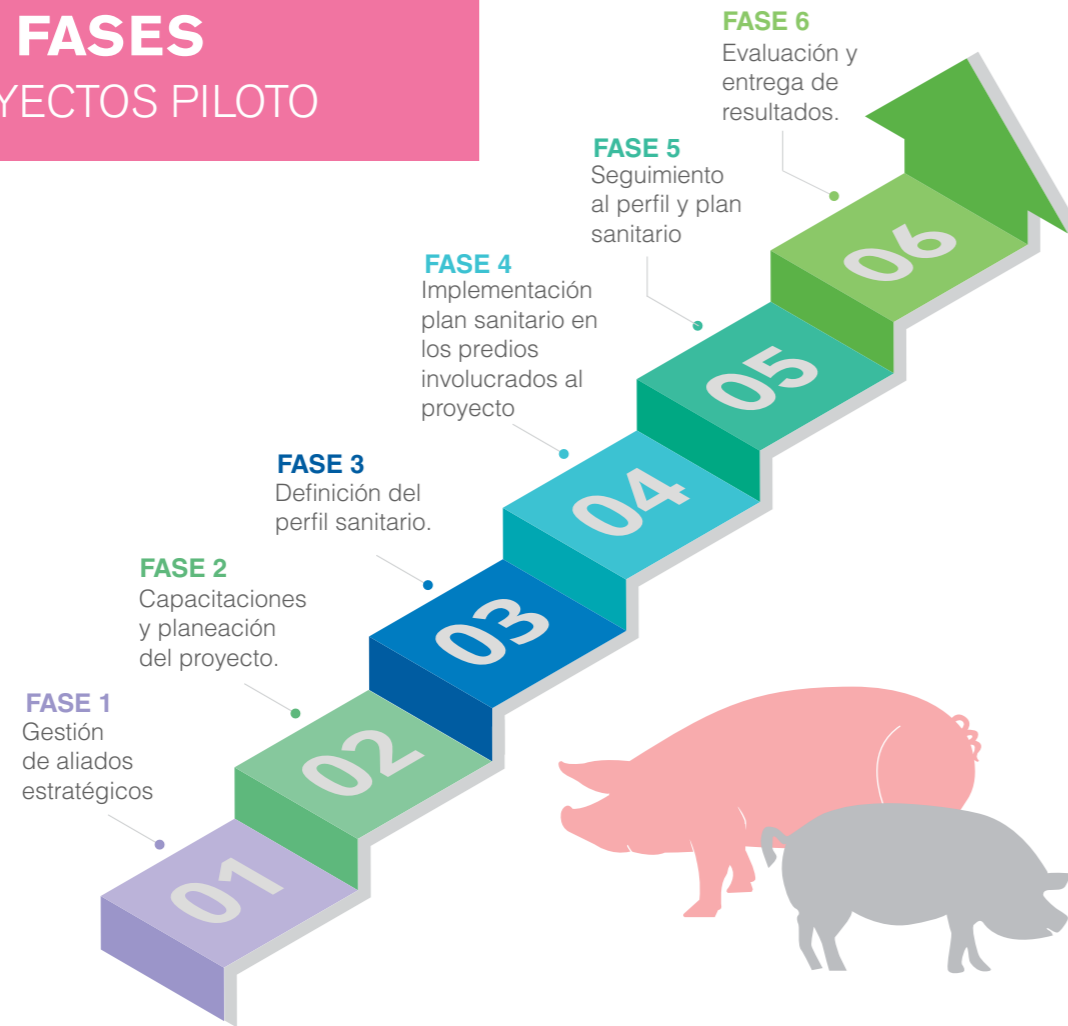 FASES
YECTOS PILOTO
FASE 1
Gestión
de aliados
estratégicos
FASE 2
Capacitaciones
y planeación
del proyecto.
FASE 3
Definición del
perfil sanitario.
FASE 4
Implementación
plan sanitario en
los predios
involucrados al
proyecto
FASE 5
Seguimiento
al perfil y plan
sanitario
FASE 6
Evaluación y
entrega de
resultados.
01
02
03
04
05
06